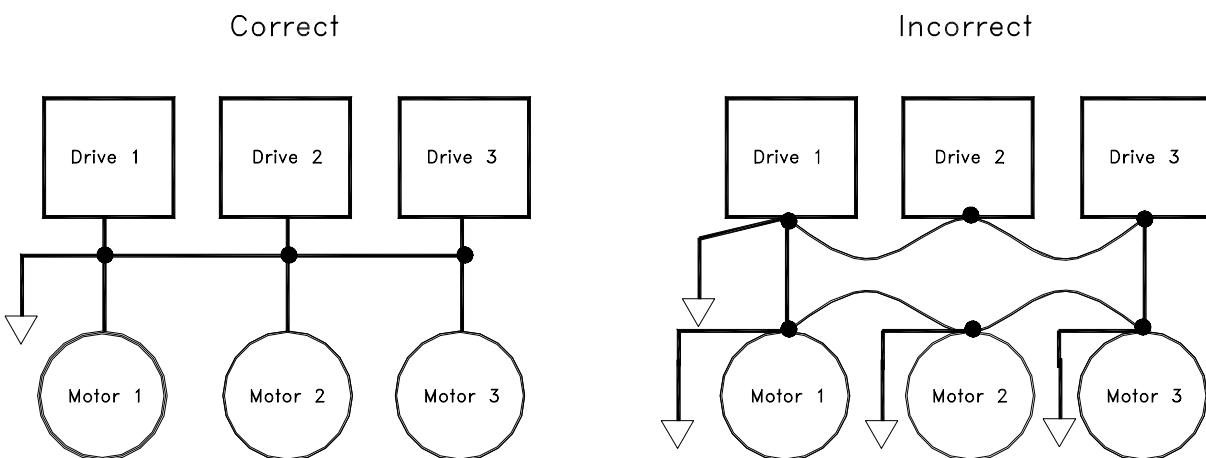 Correct
Incorrect
Drive 1
Drive 2
Drive 3
Drive 1
Drive 2
Drive 3
Motor 1
Motor 2
Motor 3
Motor 1
Motor 2
Motor 3